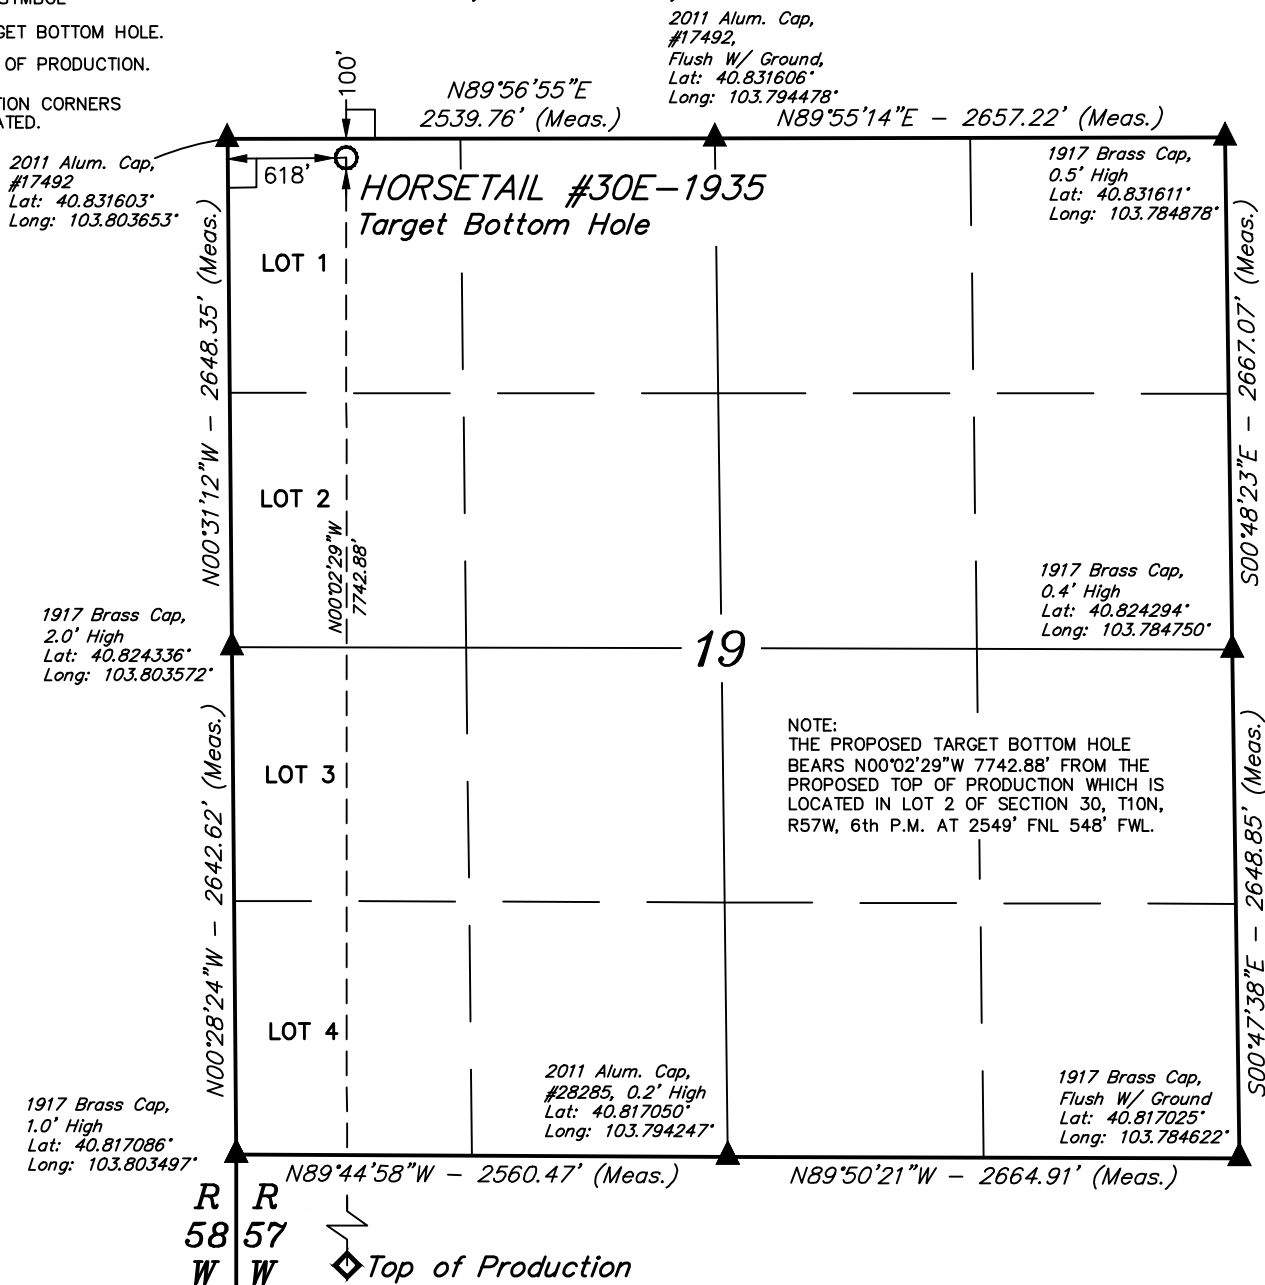 GET BOTTOM HOLE.
OF PRODUCTION.
TION CORNERS
ATED.
100'
N89°56'55"E
2539.76' (Meas.)
2011 Alum. Cap,
#17492,
Flush W/ Ground,
Lat: 40.831606°
Long: 103.794478°
N89°55'14"E - 2657.22' (Meas.)
2011 Alum. Cap,
#17492
Lat: 40.831603°
Long: 103.803653°
618'
HORSETAIL #30E-1935
Target Bottom Hole
1917 Brass Cap,
0.5' High
Lat: 40.831611°
Long: 103.784878°
LOT 1
N00°31'12"W - 2648.35' (Meas.)
S00°48'23"E - 2667.07' (Meas.)
LOT 2
N00°02'29"W
7742.88'
1917 Brass Cap,
2.0' High
Lat: 40.824336°
Long: 103.803572°
19
1917 Brass Cap,
0.4' High
Lat: 40.824294°
Long: 103.784750°
NOTE:
THE PROPOSED TARGET BOTTOM HOLE
BEARS N00°02'29"W 7742.88' FROM THE
PROPOSED TOP OF PRODUCTION WHICH IS
LOCATED IN LOT 2 OF SECTION 30, T10N,
R57W, 6th P.M. AT 2549' FNL 548' FWL.
LOT 3
N00°28'24"W - 2642.62' (Meas.)
S00°47'38"E - 2648.85' (Meas.)
LOT 4
1917 Brass Cap,
1.0' High
Lat: 40.817086°
Long: 103.803497°
2011 Alum. Cap,
#28285, 0.2' High
Lat: 40.817050°
Long: 103.794247°
1917 Brass Cap,
Flush W/ Ground
Lat: 40.817025°
Long: 103.784622°
N89°44'58"W - 2560.47' (Meas.)
N89°50'21"W - 2664.91' (Meas.)
R R
58 57
W W
Top of Production